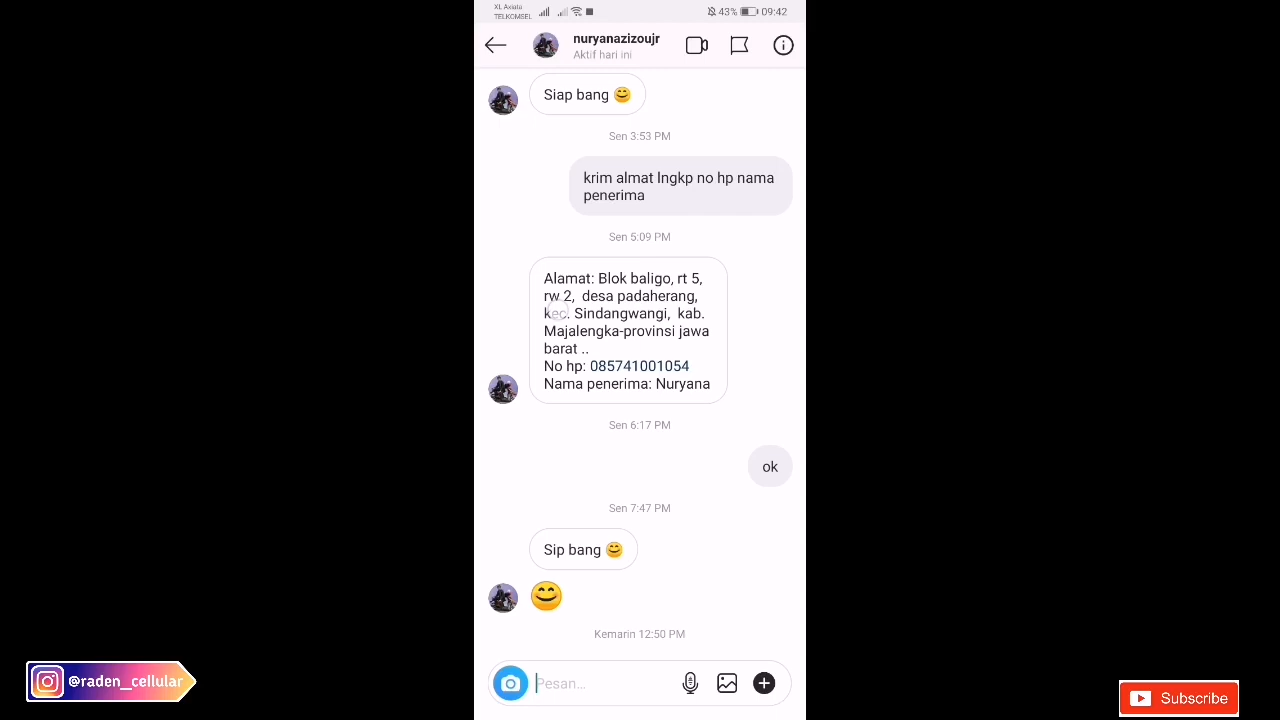 XL Axiata
TELKOMSEL
43%
09:42
nuryanazizoujr
Aktif hari ini
Siap bang 😊
Sen 3:53 PM
krim almat lngkp no hp nama
penerima
Sen 5:09 PM
Alamat: Blok baligo, rt 5,
rw 2, desa padaherang,
kec. Sindangwangi, kab.
Majalengka-provinsi jawa
barat ..
No hp: 085741001054
Nama penerima: Nuryana
Sen 6:17 PM
ok
Sen 7:47 PM
Sip bang 😊
😊
Kemarin 12:50 PM
Pesan...
@raden_cellular
Subscribe